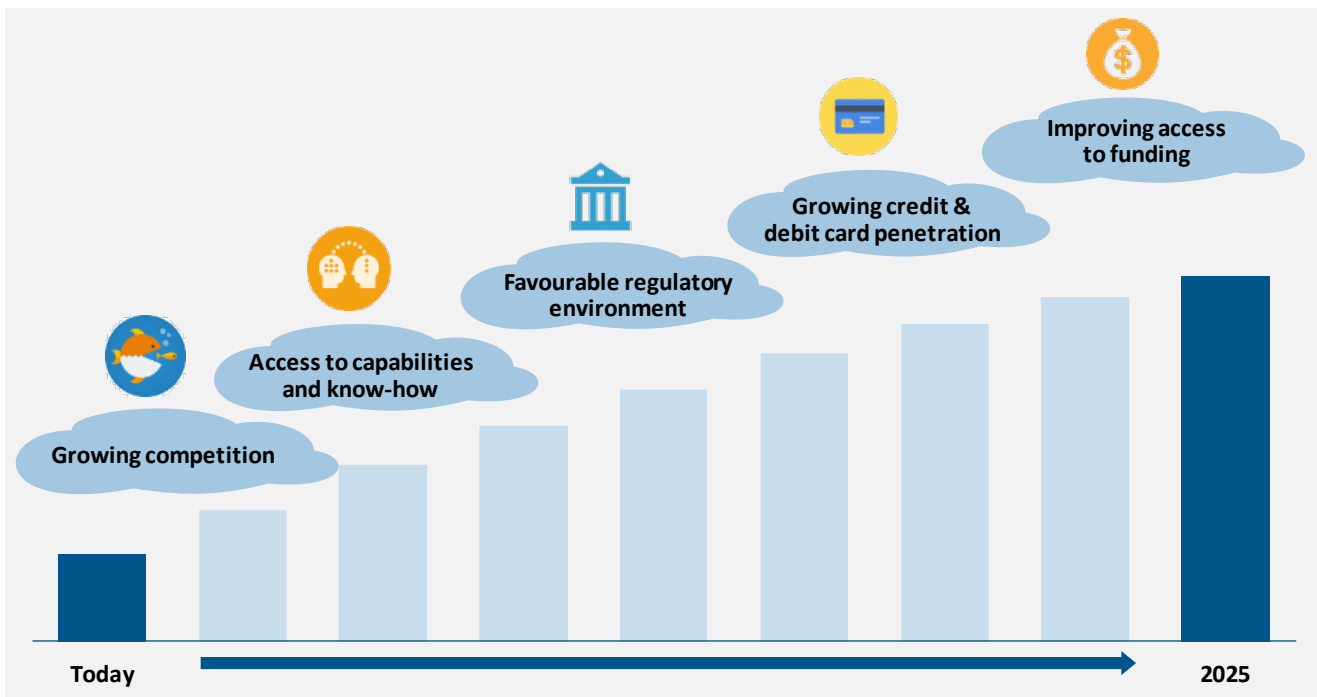 Improving access
to funding
Growing credit &
debit card penetration
Favourable regulatory
environment
Access to capabilities
and know-how
Growing competition
Today
2025